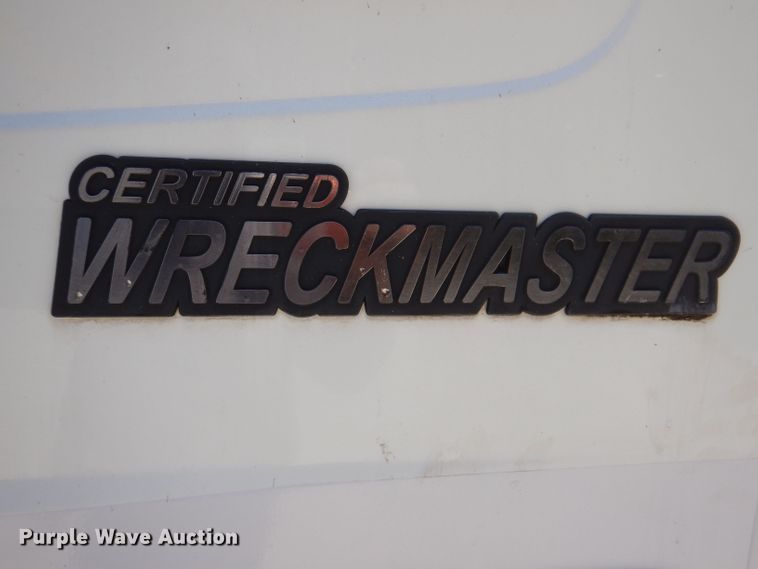 CERTIFIED
WRECKMASTER
Purple Wave Auction